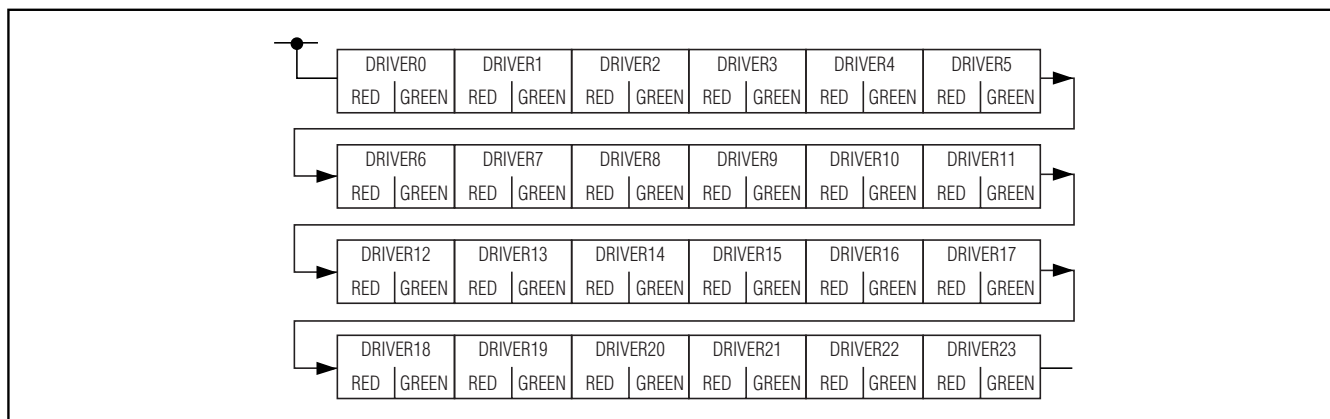 DRIVER0 DRIVER1 DRIVER2 DRIVER3 DRIVER4 DRIVER5
RED GREEN RED GREEN RED GREEN RED GREEN RED GREEN RED GREEN
DRIVER6 DRIVER7 DRIVER8 DRIVER9 DRIVER10 DRIVER11
RED GREEN RED GREEN RED GREEN RED GREEN RED GREEN RED GREEN
DRIVER12 DRIVER13 DRIVER14 DRIVER15 DRIVER16 DRIVER17
RED GREEN RED GREEN RED GREEN RED GREEN RED GREEN RED GREEN
DRIVER18 DRIVER19 DRIVER20 DRIVER21 DRIVER22 DRIVER23
RED GREEN RED GREEN RED GREEN RED GREEN RED GREEN RED GREEN